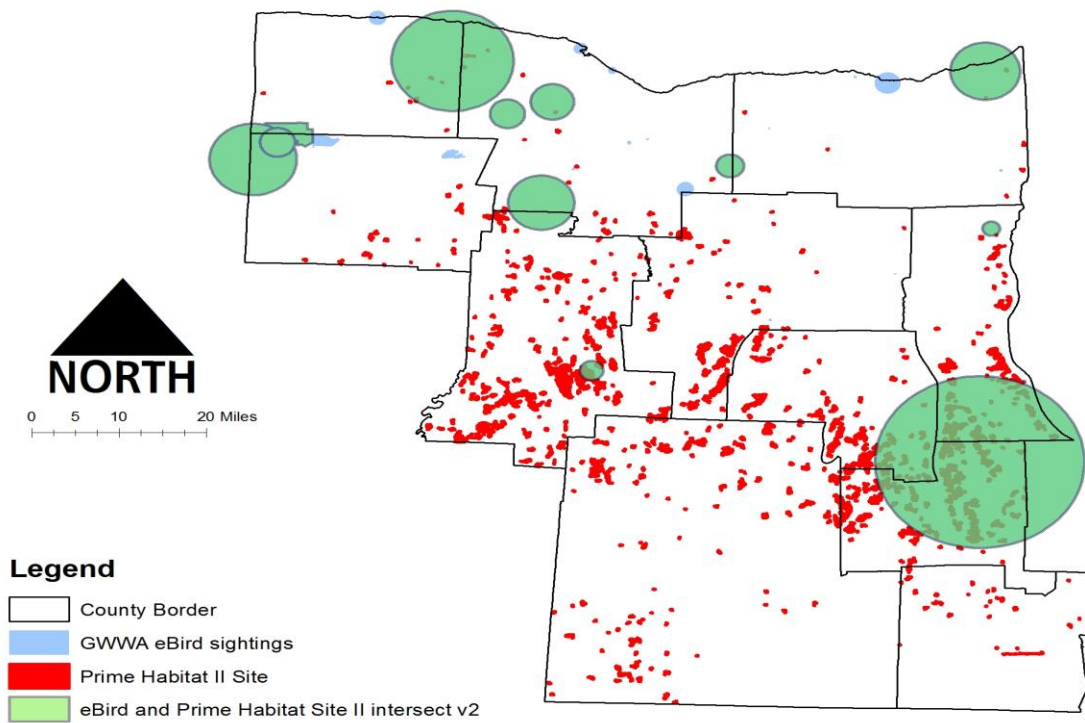 NORTH
0 5 10 20 Miles
Legend
County Border
GWWA eBird sightings
Prime Habitat II Site
eBird and Prime Habitat Site II intersect v2